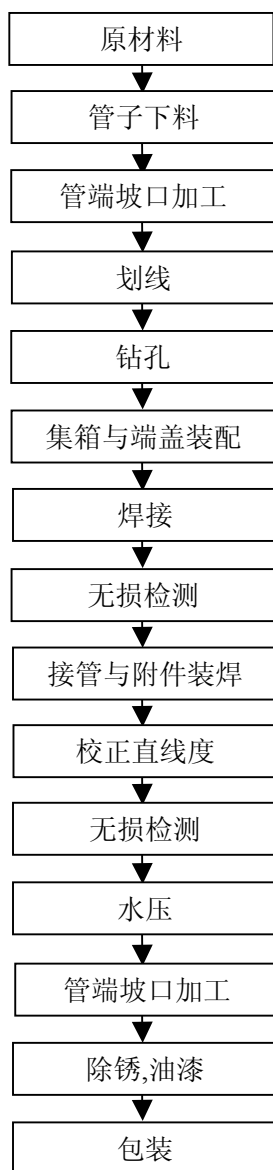 原材料
管子下料
管端坡口加工
划线
钻孔
集箱与端盖装配
焊接
无损检测
接管与附件装焊
校正直线度
无损检测
水压
管端坡口加工
除锈,油漆
包装